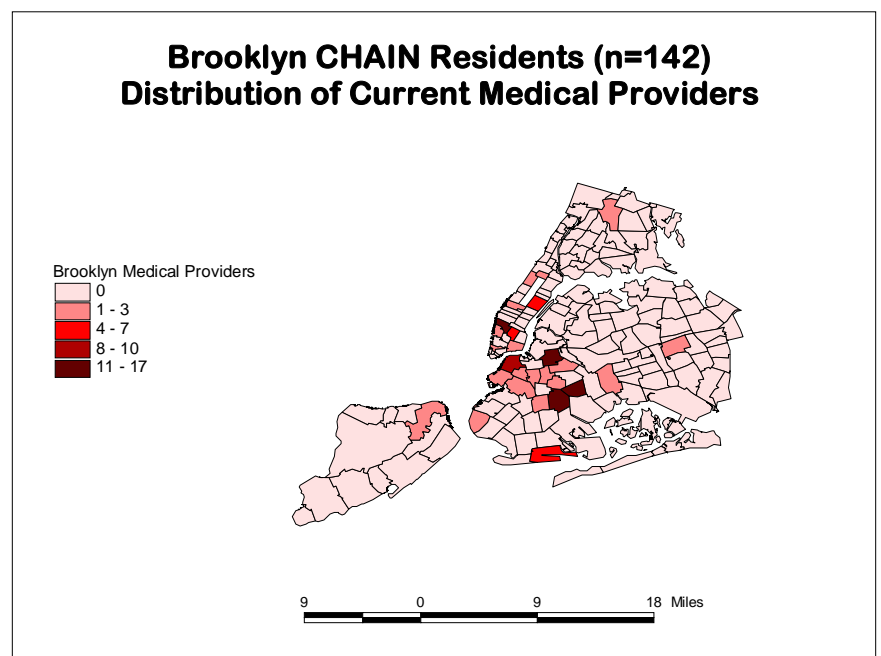 Brooklyn CHAIN Residents (n=142)
Distribution of Current Medical Providers
Brooklyn Medical Providers
0
1 - 3
4 - 7
8 - 10
11 - 17
9 0 9 18 Miles